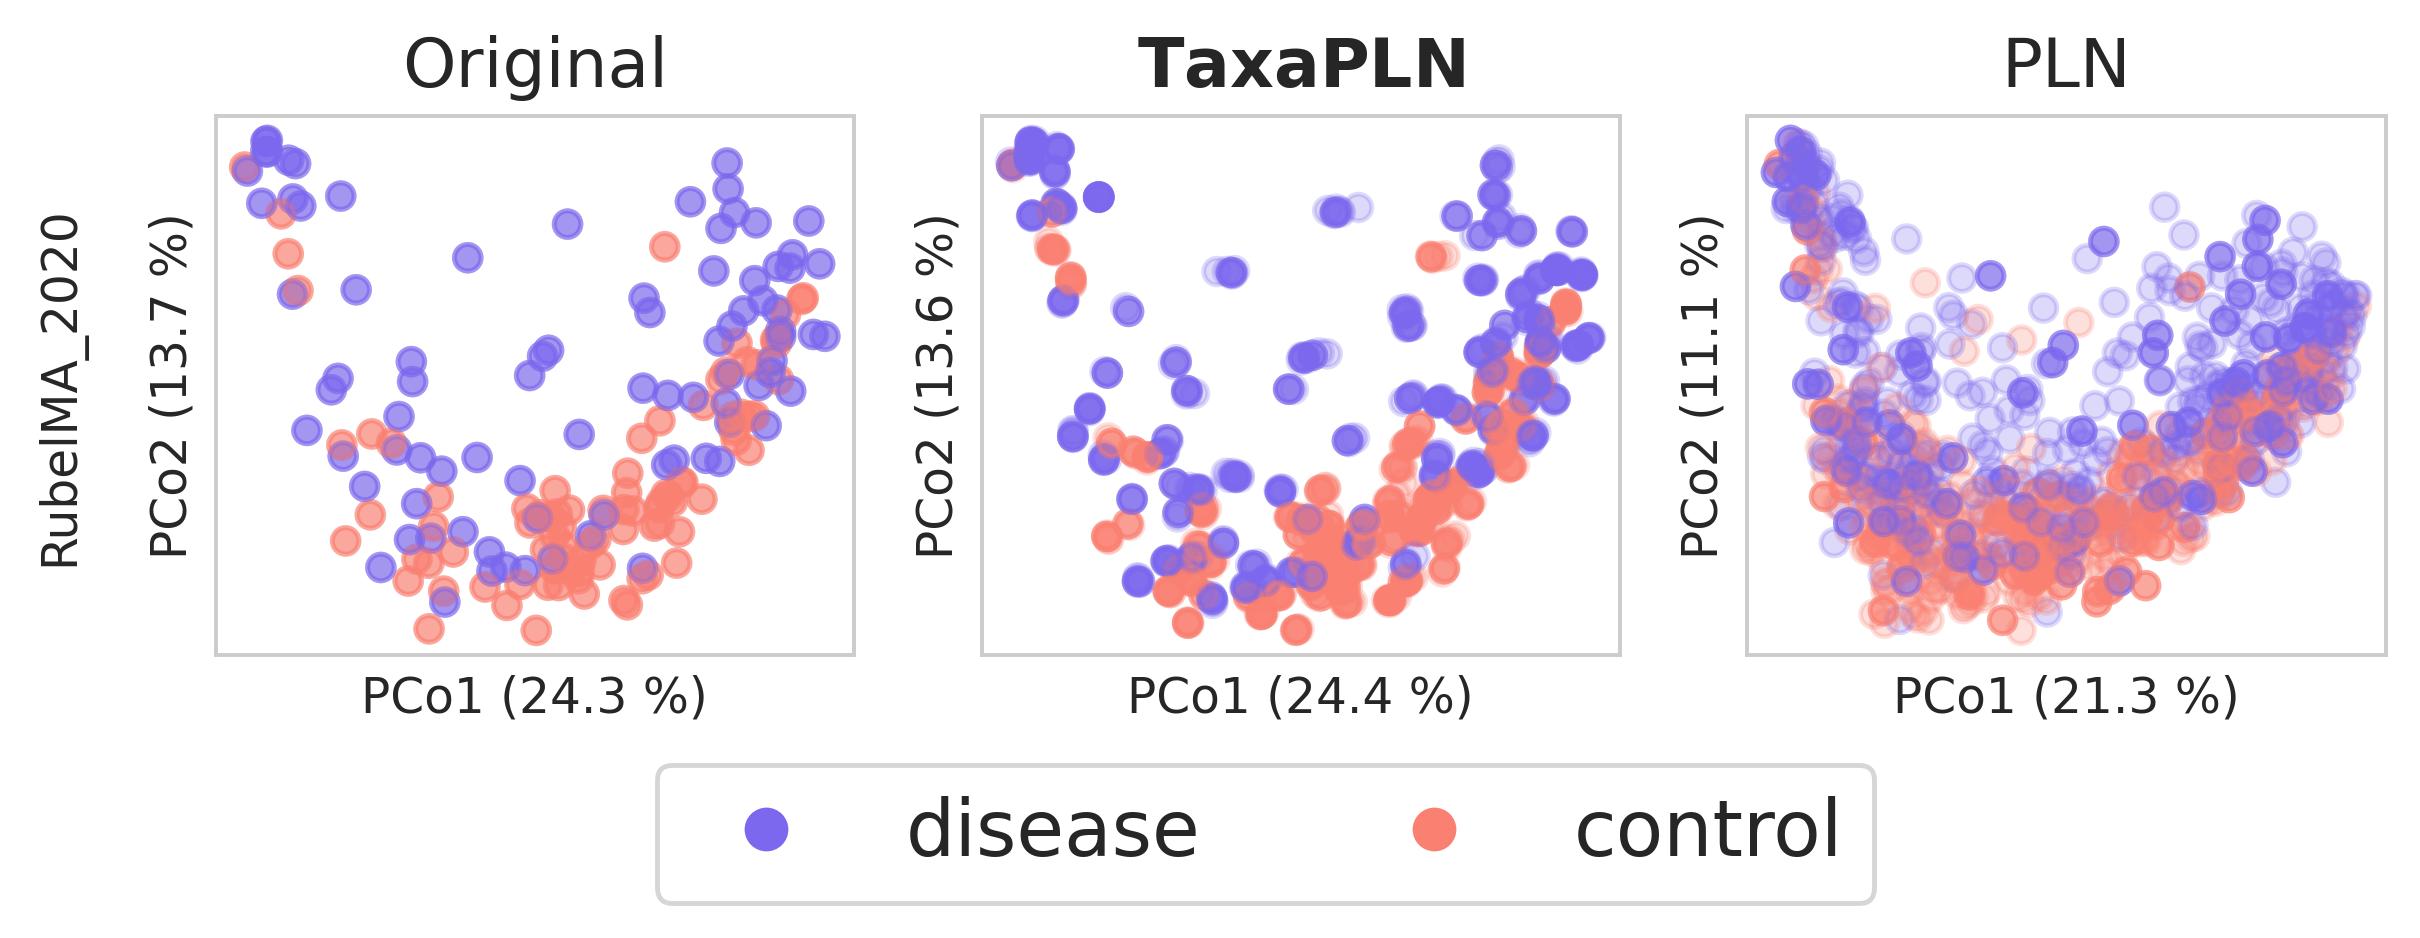 Original
TaxaPLN
PLN
RubelMA_2020
PCo2 (13.7 %)
PCo2 (13.6 %)
PCo2 (11.1 %)
PCo1 (24.3 %)
PCo1 (24.4 %)
PCo1 (21.3 %)
disease
control